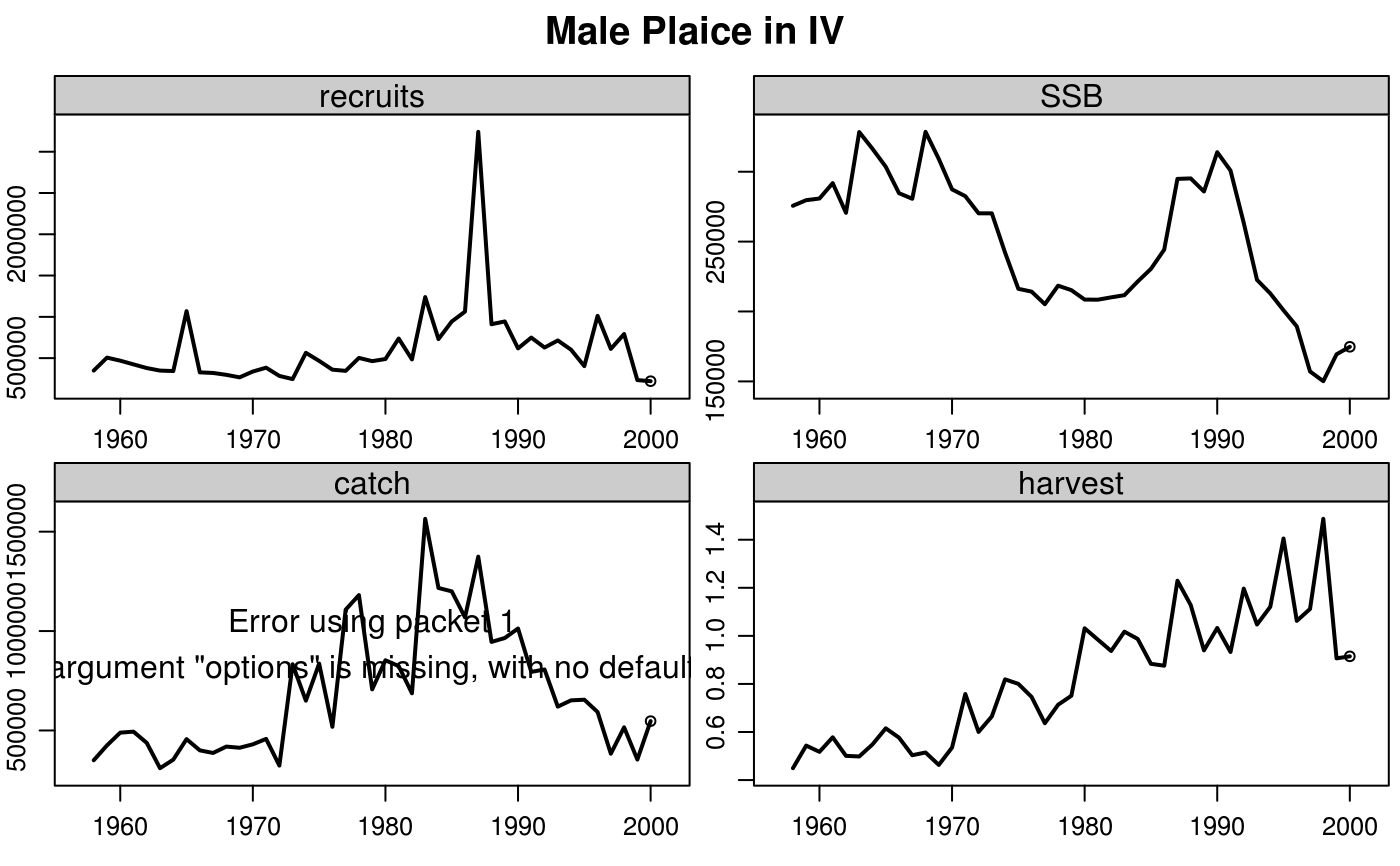 Male Plaice in IV
recruits
50000 200000
1960 1970 1980 1990 2000
SSB
150000 250000
1960 1970 1980 1990 2000
catch
500000 1000000 1500000
Error using packet 1
argument "options" is missing, with no default
1960 1970 1980 1990 2000
harvest
0.6 0.8 1.0 1.2 1.4
1960 1970 1980 1990 2000